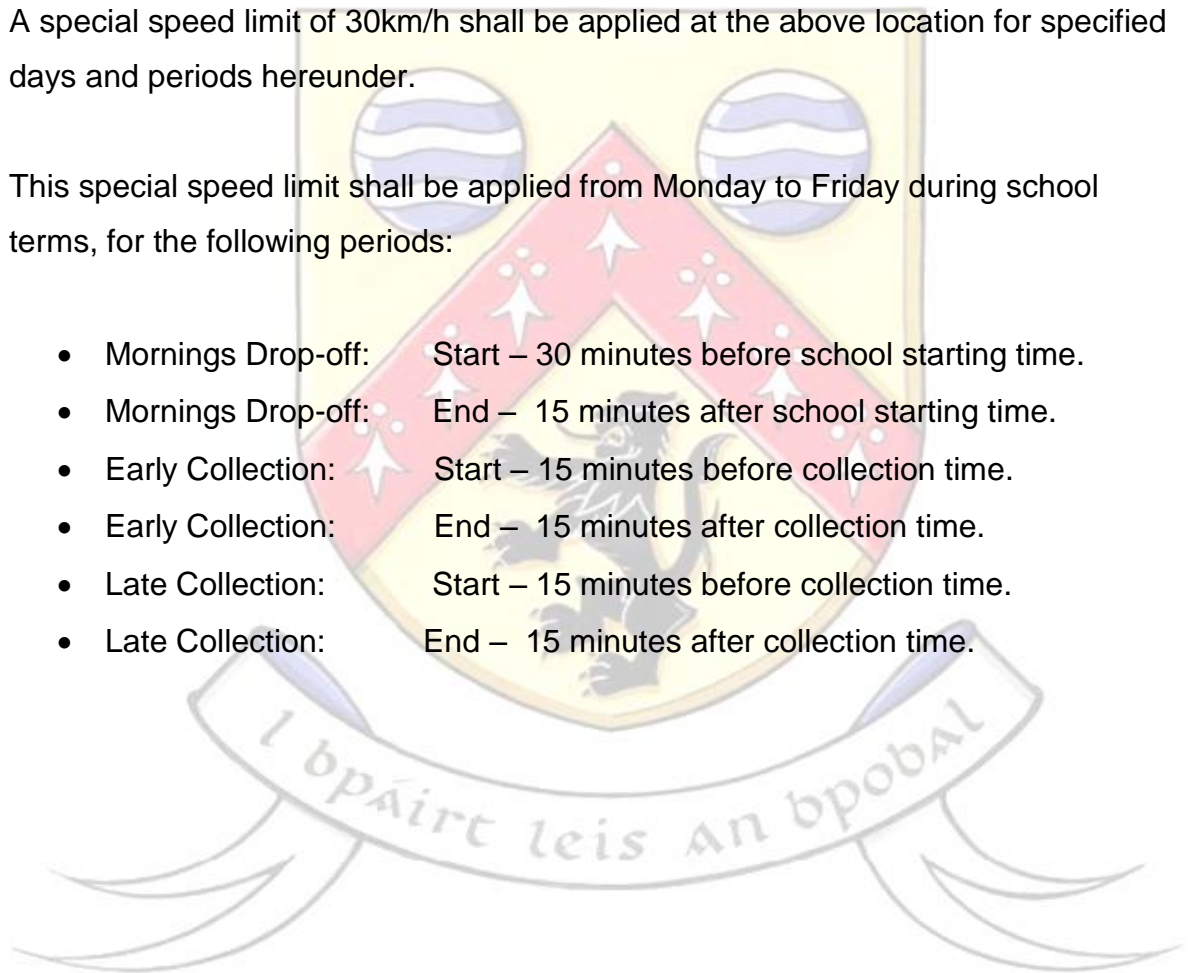 A special speed limit of 30km/h shall be applied at the above location for specified
days and periods hereunder.
This special speed limit shall be applied from Monday to Friday during school
terms, for the following periods:
• Mornings Drop-off: Start – 30 minutes before school starting time.
• Mornings Drop-off: End – 15 minutes after school starting time.
• Early Collection: Start – 15 minutes before collection time.
• Early Collection: End – 15 minutes after collection time.
• Late Collection: Start – 15 minutes before collection time.
• Late Collection: End – 15 minutes after collection time.
i bpáirt leis an bpobal